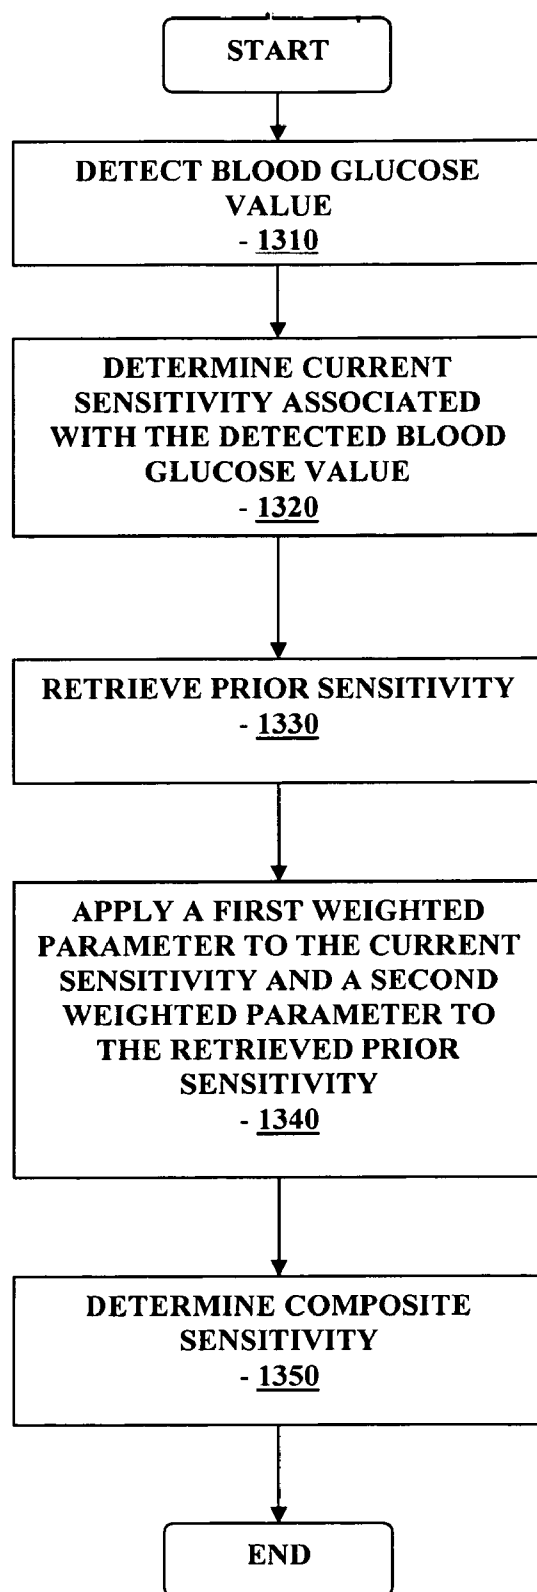 START
DETECT BLOOD GLUCOSE
VALUE
- 1310
DETERMINE CURRENT
SENSITIVITY ASSOCIATED
WITH THE DETECTED BLOOD
GLUCOSE VALUE
- 1320
RETRIEVE PRIOR SENSITIVITY
- 1330
APPLY A FIRST WEIGHTED
PARAMETER TO THE CURRENT
SENSITIVITY AND A SECOND
WEIGHTED PARAMETER TO
THE RETRIEVED PRIOR
SENSITIVITY
- 1340
DETERMINE COMPOSITE
SENSITIVITY
- 1350
END